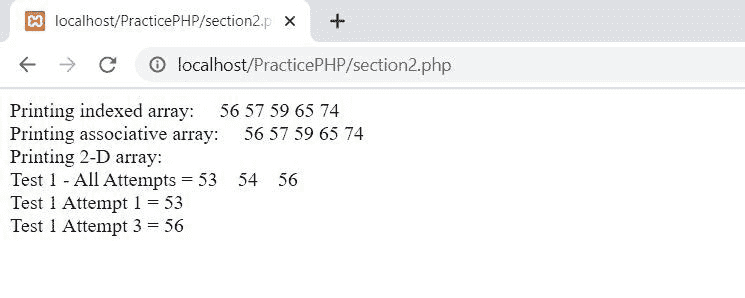 localhost/PracticePHP/section2.p
localhost/PracticePHP/section2.php
Printing indexed array: 56 57 59 65 74
Printing associative array: 56 57 59 65 74
Printing 2-D array:
Test 1 - All Attempts = 53 54 56
Test 1 Attempt 1 = 53
Test 1 Attempt 3 = 56